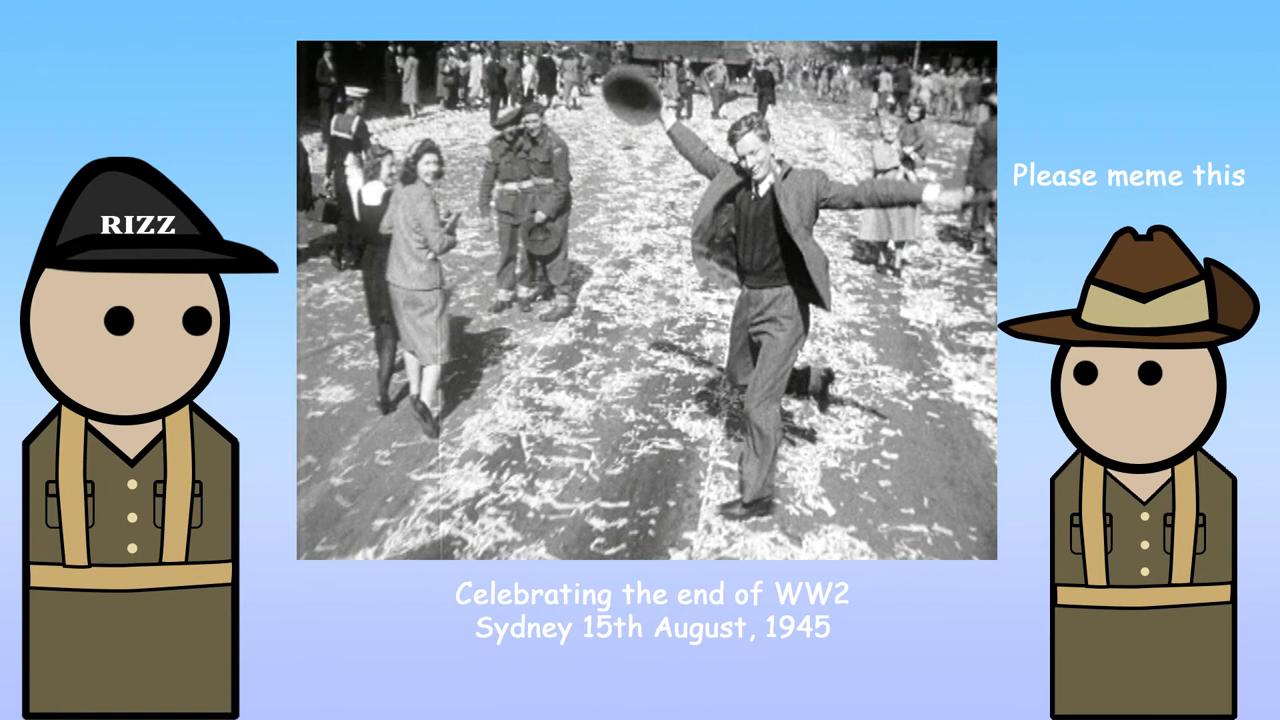 RIZZ
Please meme this
Celebrating the end of WW2
Sydney 15th August, 1945